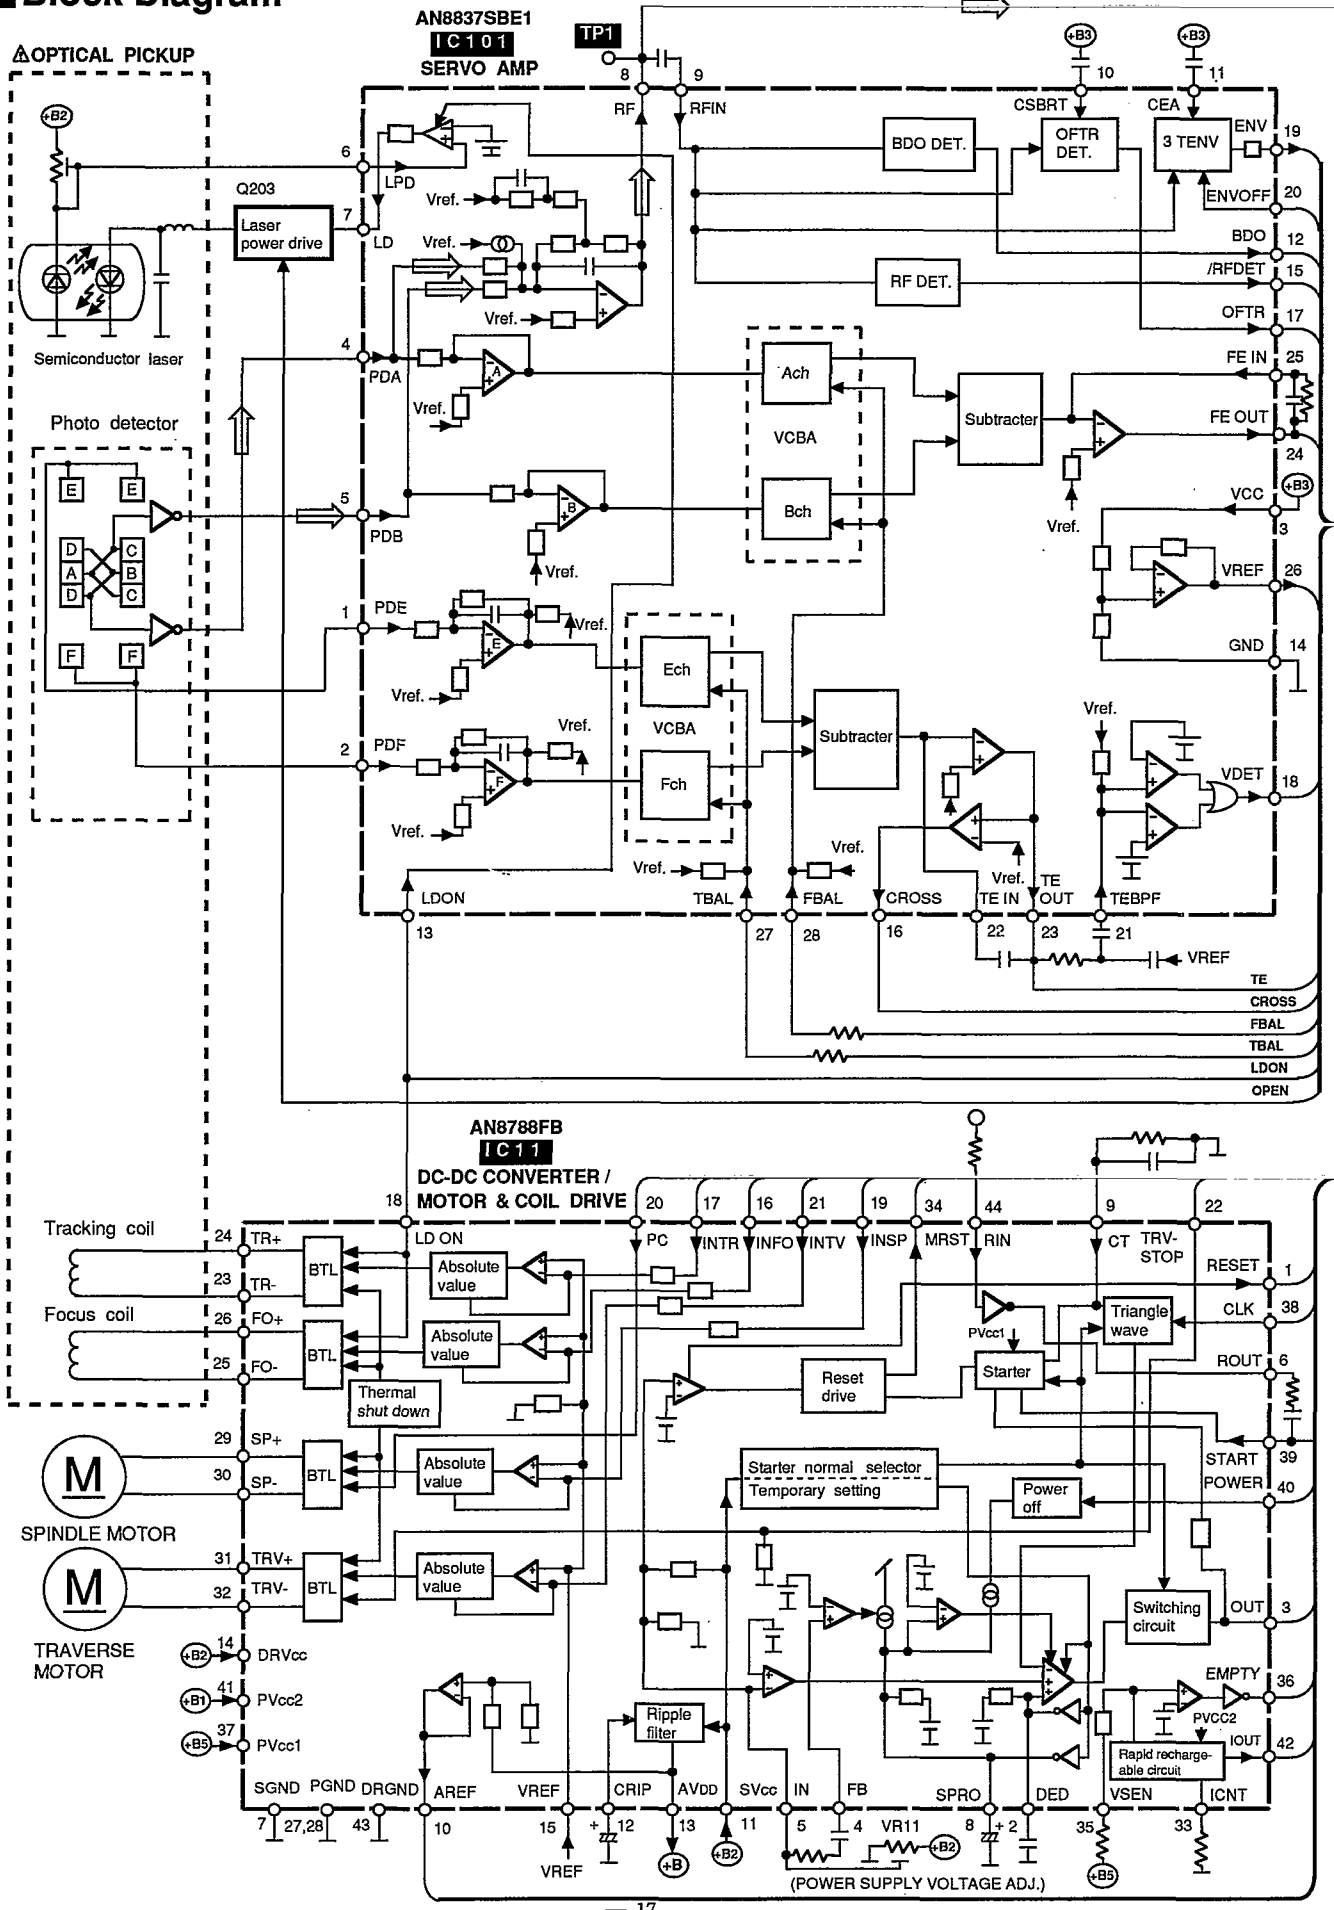 Block Diagram
AN8837SBE1
IC101
SERVO AMP
TP1
⚠OPTICAL PICKUP
+B3
+B3
8
9
10
11
RF
RFIN
CSBRT
CEA
+B2
BDO DET.
OFTR
DET.
3 TENV
ENV
19
6
LPD
ENVOFF
20
Q203
Vref.
Laser
power drive
7
LD
Vref.
BDO
12
/RFDET
15
RF DET.
Vref.
OFTR
17
Semiconductor laser
4
PDA
A
Ach
FE IN
25
Vref.
VCBA
Subtracter
FE OUT
24
Photo detector
E
E
5
PDB
B
Bch
Vref.
VCC
+B3
3
D
C
A
B
D
C
Vref.
VREF
26
1
PDE
Vref.
E
F
F
Ech
GND
14
Vref.
VCBA
Vref.
2
PDF
Vref.
Subtracter
F
Fch
VDET
18
Vref.
Vref.
Vref.
Vref.
LDON
TBAL
FBAL
CROSS
TE IN
TE
OUT
TEBPF
13
27
28
16
22
23
21
VREF
TE
CROSS
FBAL
TBAL
LDON
OPEN
AN8788FB
IC11
DC-DC CONVERTER /
MOTOR & COIL DRIVE
18
20
17
16
21
19
34
44
9
22
LD ON
PC
INTR
INFO
INTV
INSP
MRST
RIN
CT
TRV-
STOP
Tracking coil
24
TR+
BTL
Absolute
value
RESET
1
23
TR-
Focus coil
26
FO+
BTL
Absolute
value
PVcc1
Triangle
wave
CLK
38
25
FO-
Reset
drive
Starter
ROUT
6
Thermal
shut down
29
SP+
BTL
Absolute
value
START
39
M
30
SP-
Starter normal selector
Temporary setting
Power
off
POWER
40
SPINDLE MOTOR
31
TRV+
BTL
Absolute
value
M
32
TRV-
Switching
circuit
OUT
3
TRAVERSE
MOTOR
+B2
14
DRVcc
EMPTY
36
+B1
41
PVcc2
PVCC2
Ripple
filter
+B5
37
PVcc1
Rapid recharge-
able circuit
IOUT
42
SGND
PGND
DRGND
AREF
VREF
CRIP
AVDD
SVcc
IN
FB
SPRO
DED
VSEN
ICNT
7
27,28
43
10
15
+
12
13
11
5
4
VR11
+B2
8
+
2
35
33
VREF
+B
+B2
+B5
(POWER SUPPLY VOLTAGE ADJ.)
— 17